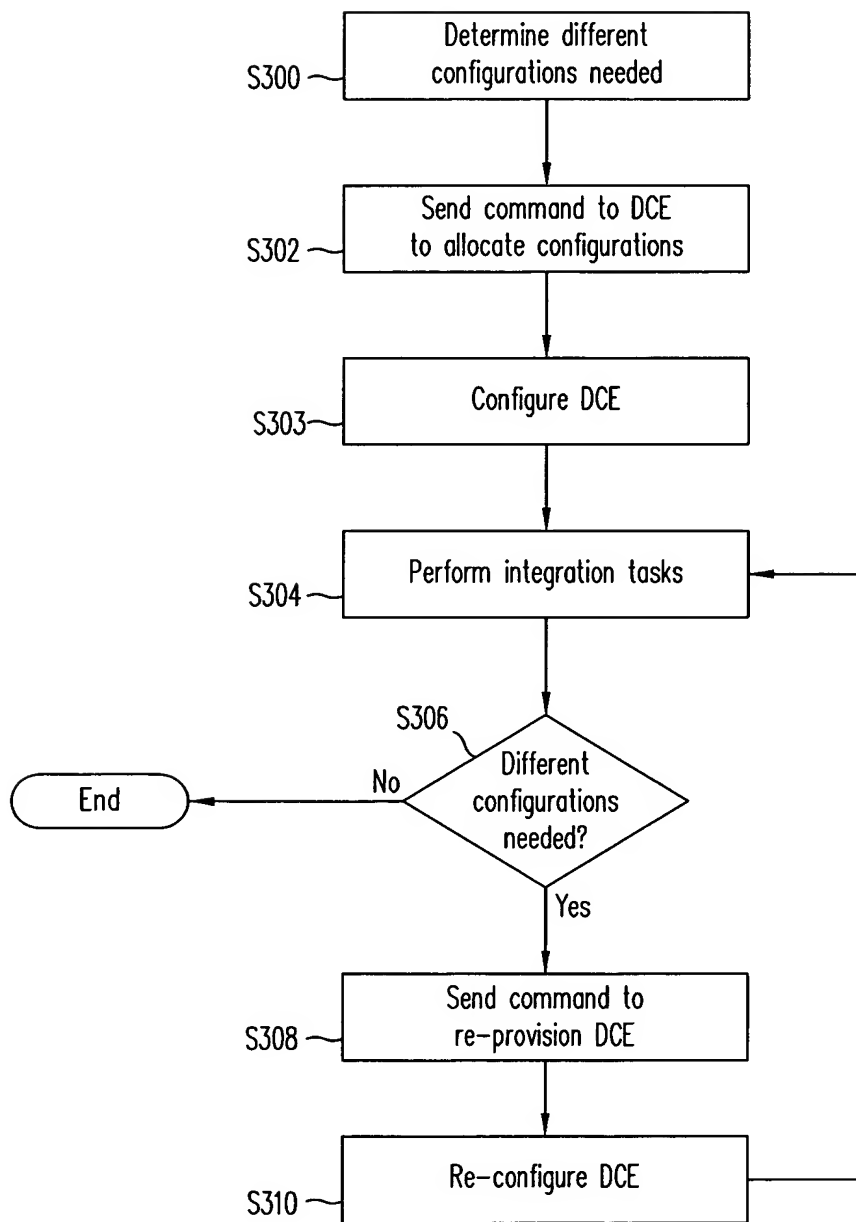 Determine different
configurations needed
S300
Send command to DCE
to allocate configurations
S302
Configure DCE
S303
Perform integration tasks
S304
S306
Different
configurations
needed?
No
End
Yes
Send command to
re-provision DCE
S308
Re-configure DCE
S310